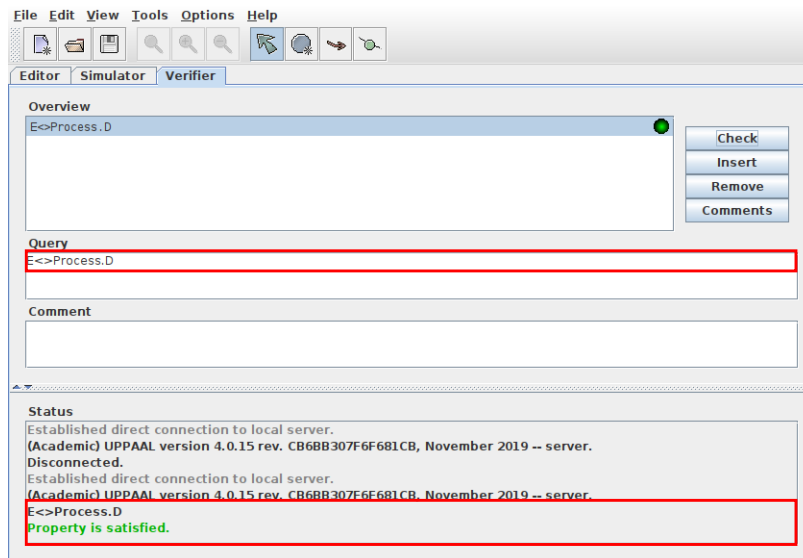 File Edit View Tools Options Help
Editor Simulator Verifier
Overview
E<>Process.D
Check
Insert
Remove
Comments
Query
E<>Process.D
Comment
Status
Established direct connection to local server.
(Academic) UPPAAL version 4.0.15 rev. CB6BB307F6F681CB, November 2019 -- server.
Disconnected.
Established direct connection to local server.
(Academic) UPPAAL version 4.0.15 rev. CB6BB307F6F681CB, November 2019 -- server.
E<>Process.D
Property is satisfied.